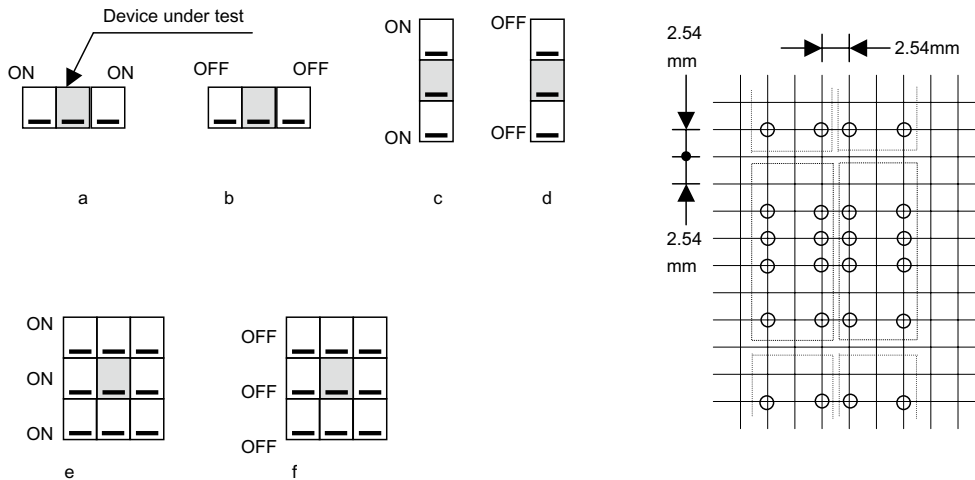 Device under test
ON ON
a
OFF OFF
b
ON
ON
c
OFF
OFF
d
2.54
mm
2.54mm
2.54
mm
ON
ON
ON
e
OFF
OFF
OFF
f